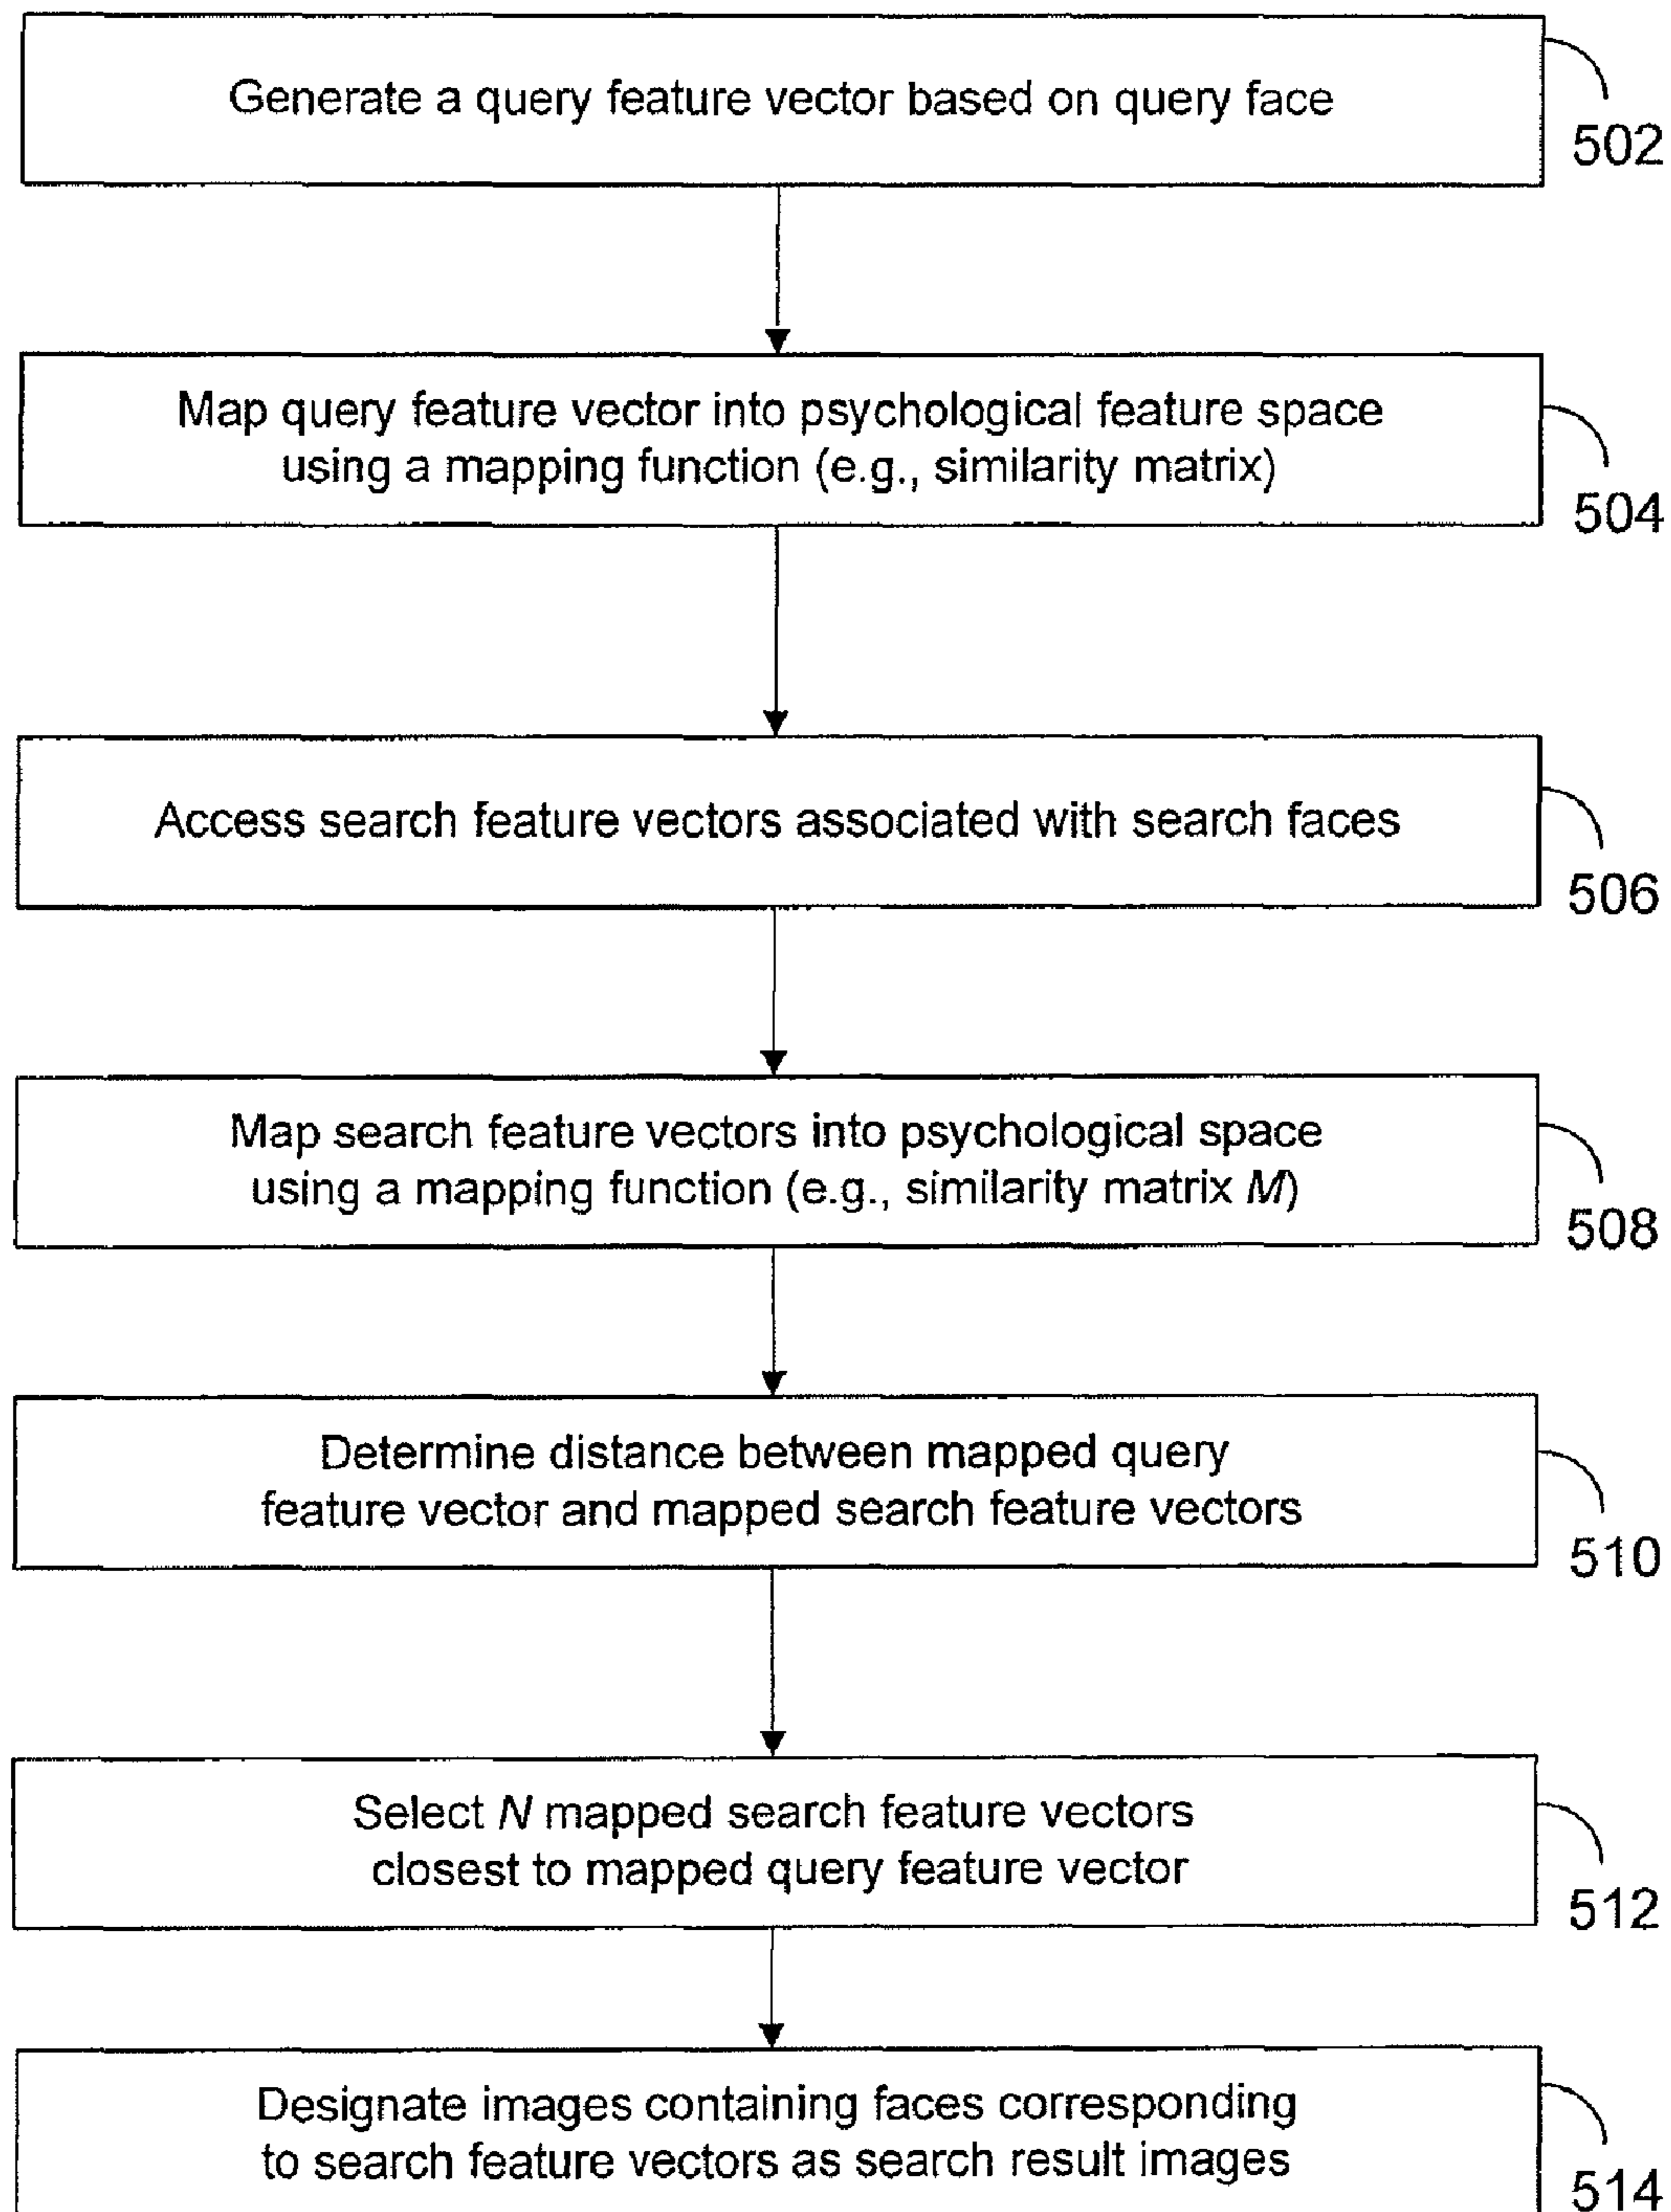 Generate a query feature vector based on query face
502
Map query feature vector into psychological feature space
using a mapping function (e.g., similarity matrix)
504
Access search feature vectors associated with search faces
506
Map search feature vectors into psychological space
using a mapping function (e.g., similarity matrix M)
508
Determine distance between mapped query
feature vector and mapped search feature vectors
510
Select N mapped search feature vectors
closest to mapped query feature vector
512
Designate images containing faces corresponding
to search feature vectors as search result images
514